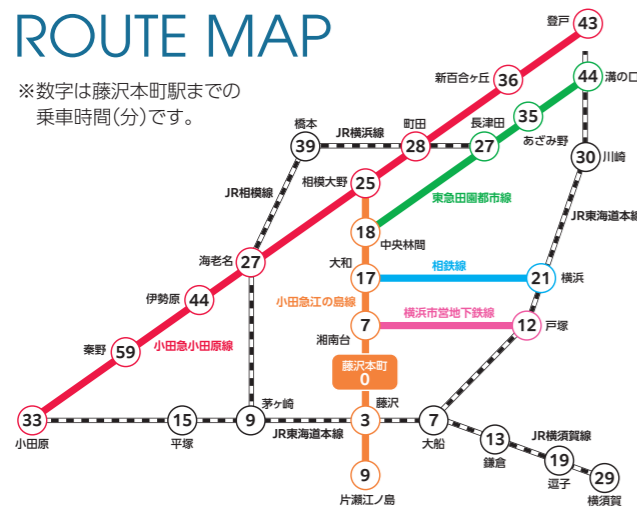 ROUTE MAP
※数字は藤沢本町駅までの
乗車時間(分)です。
登戸
43
新百合ヶ丘
36
44
溝の口
町田
28
長津田
27
35
あざみ野
橋本
39
JR横浜線
30
川崎
相模大野
25
JR相模線
東急田園都市線
JR東海道本線
18
中央林間
海老名
27
大和
17
相鉄線
21
横浜
伊勢原
44
小田急江の島線
横浜市営地下鉄線
7
湘南台
12
戸塚
秦野
59
小田急小田原線
藤沢本町
0
33
小田原
15
平塚
茅ヶ崎
9
JR東海道本線
藤沢
3
7
大船
13
鎌倉
JR横須賀線
19
逗子
29
横須賀
9
片瀬江ノ島